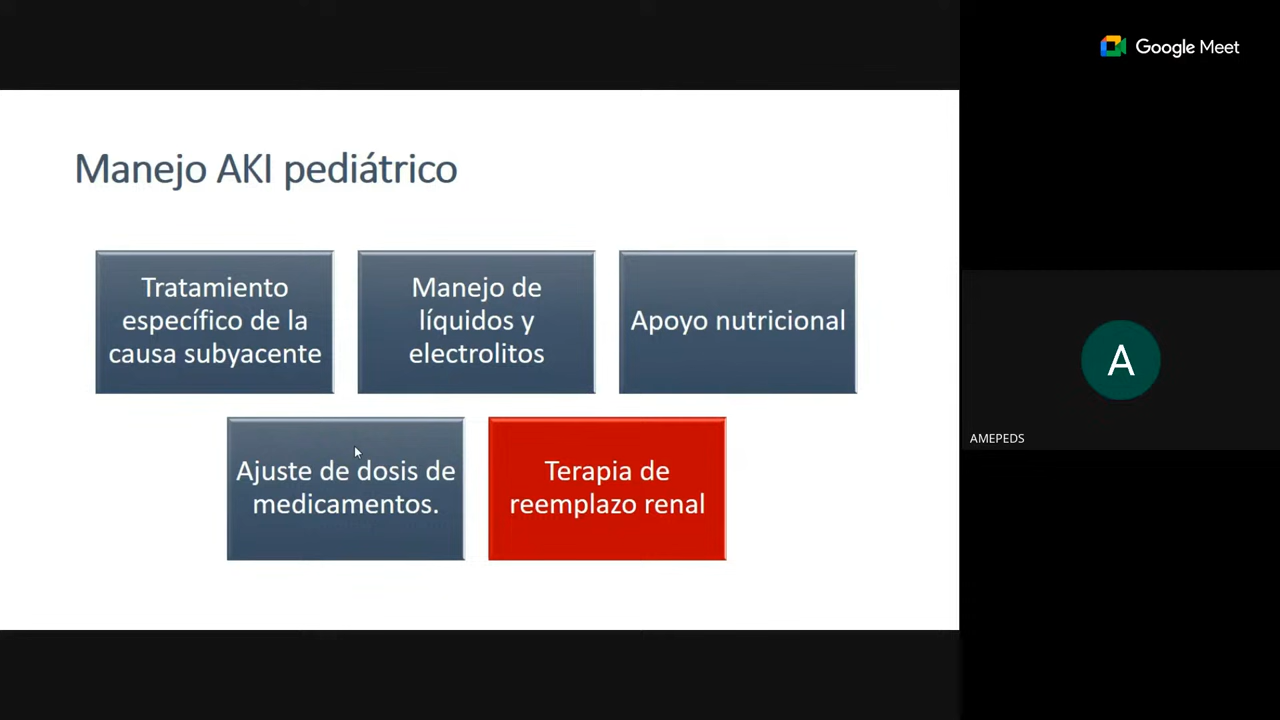 Google Meet
Manejo AKI pediátrico
Tratamiento
específico de la
causa subyacente
Manejo de
líquidos y
electrolitos
Apoyo nutricional
Ajuste de dosis de
medicamentos.
Terapia de
reemplazo renal
A
AMEPEDS